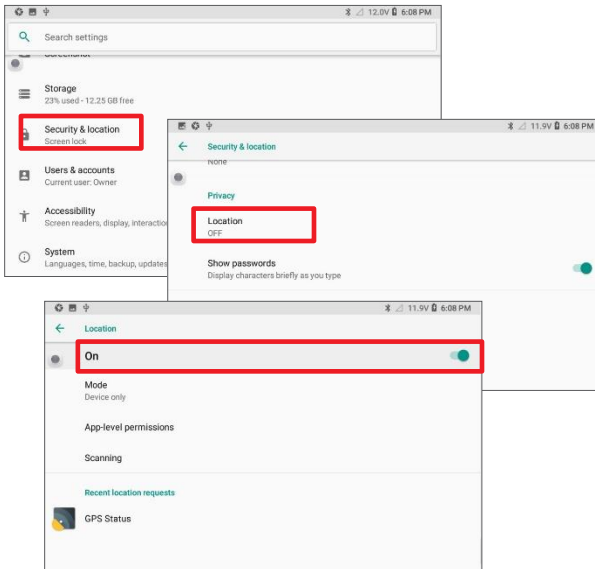 12.0V 6:08 PM
Search settings
Screenshot
Storage
23% used - 12.25 GB free
Security & location
Screen lock
Users & accounts
Current user: Owner
Accessibility
Screen readers, display, interactio
System
Languages, time, backup, updates
11.9V 6:08 PM
Security & location
None
Privacy
Location
OFF
Show passwords
Display characters briefly as you type
11.9V 6:08 PM
Location
On
Mode
Device only
App-level permissions
Scanning
Recent location requests
GPS Status